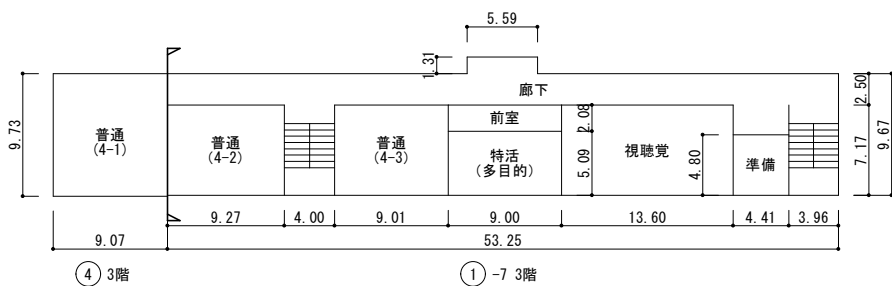 5.59
1.31
廊下
2.50
9.73
普通
(4-1)
普通
(4-2)
普通
(4-3)
前室
2.08
特活
(多目的)
5.09
視聴覚
4.80
準備
7.17
9.67
9.27
4.00
9.01
9.00
13.60
4.41
3.96
9.07
53.25
④ 3階
① -7 3階